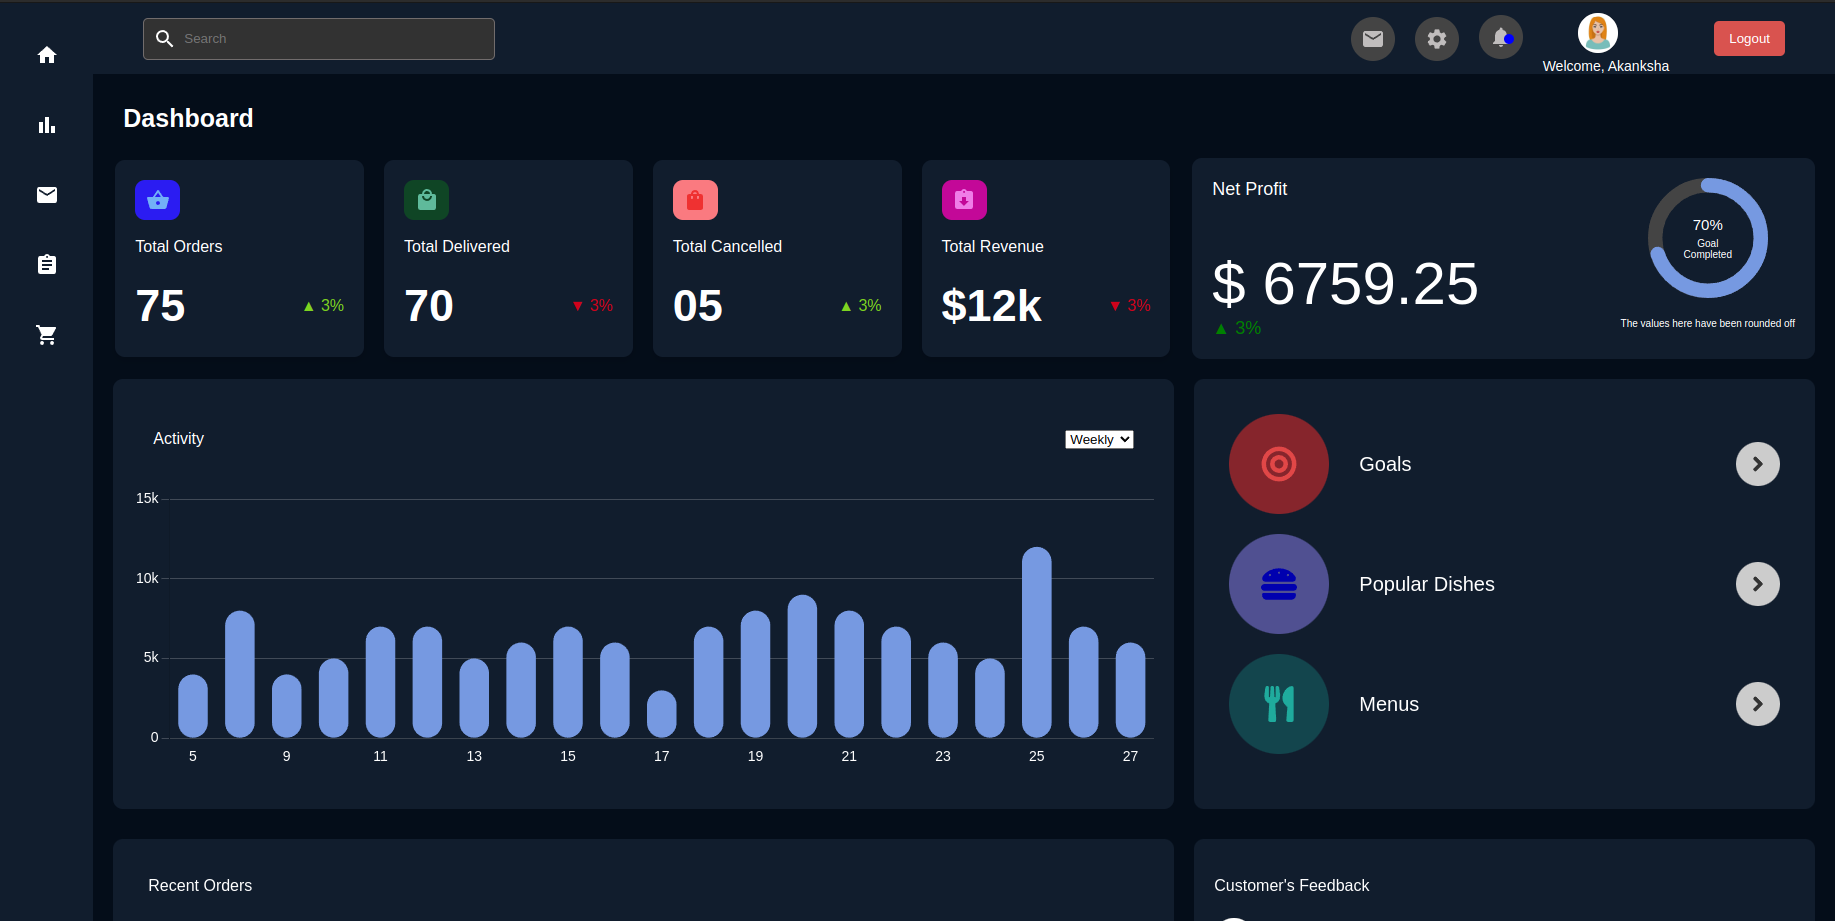 Search
Welcome, Akanksha
Logout
Dashboard
Total Orders
75
▲ 3%
Total Delivered
70
▼ 3%
Total Cancelled
05
▲ 3%
Total Revenue
$12k
▼ 3%
Net Profit
$ 6759.25
▲ 3%
70%
Goal
Completed
The values here have been rounded off
Activity
Weekly
15k
10k
5k
0
5 9 11 13 15 17 19 21 23 25 27
Goals
Popular Dishes
Menus
Recent Orders
Customer's Feedback